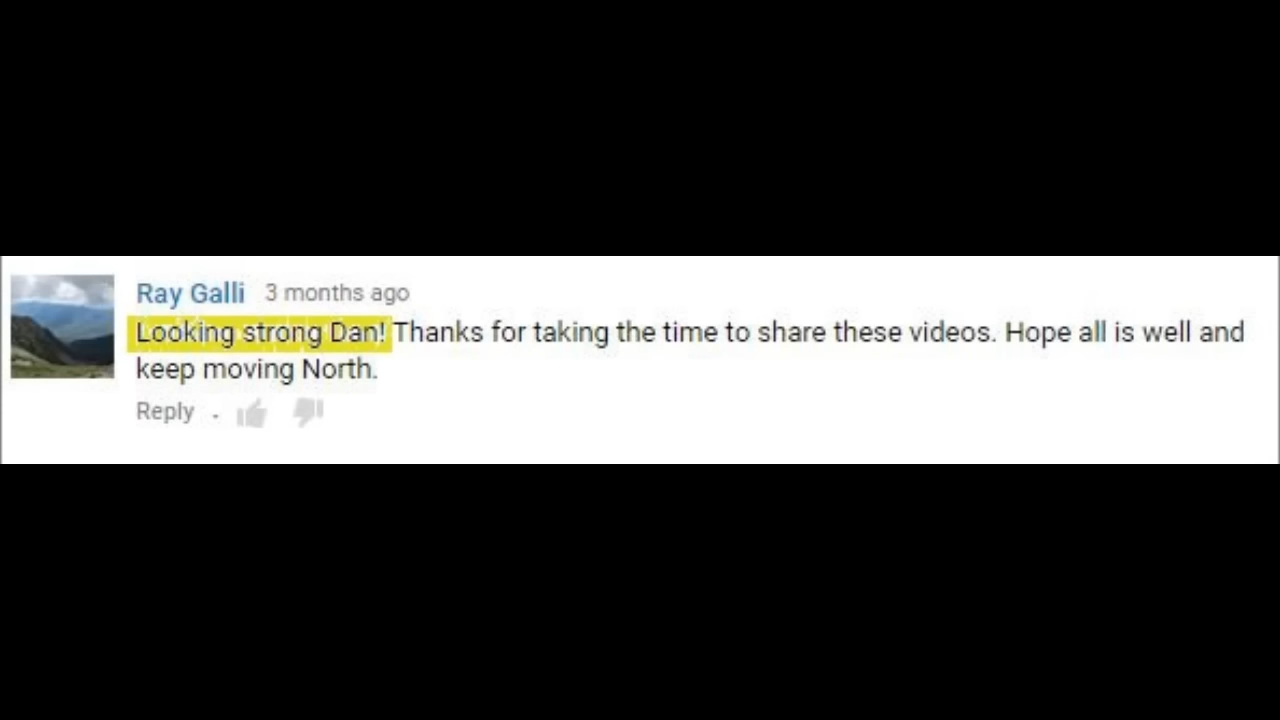 Ray Galli 3 months ago
Looking strong Dan! Thanks for taking the time to share these videos. Hope all is well and
keep moving North.
Reply .